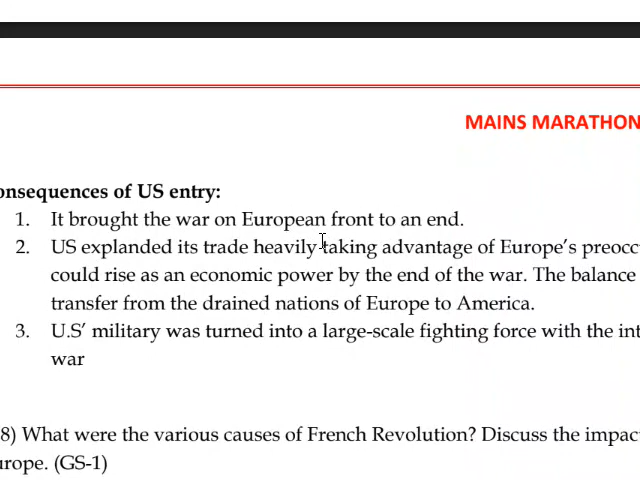 MAINS MARATHON
onsequences of US entry:
1. It brought the war on European front to an end.
2. US explanded its trade heavily taking advantage of Europe's preocc
could rise as an economic power by the end of the war. The balance
transfer from the drained nations of Europe to America.
3. U.S' military was turned into a large-scale fighting force with the int
war
8) What were the various causes of French Revolution? Discuss the impac
urope. (GS-1)